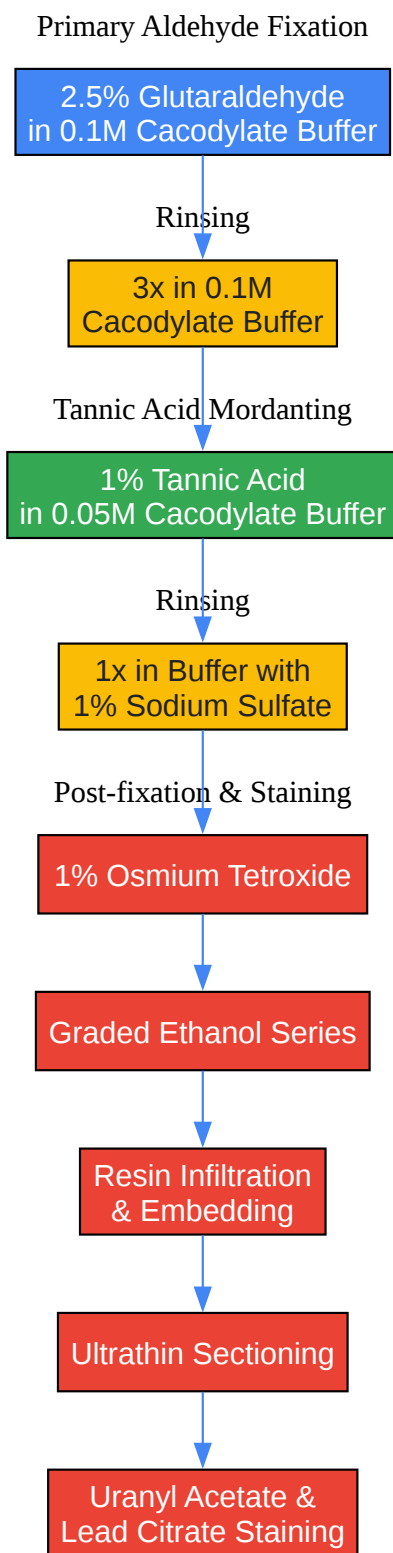 Primary Aldehyde Fixation
2.5% Glutaraldehyde
in 0.1M Cacodylate Buffer
Rinsing
3x in 0.1M
Cacodylate Buffer
Tannic Acid Mordanting
1% Tannic Acid
in 0.05M Cacodylate Buffer
Rinsing
1x in Buffer with
1% Sodium Sulfate
Post-fixation & Staining
1% Osmium Tetroxide
Graded Ethanol Series
Resin Infiltration
& Embedding
Ultrathin Sectioning
Uranyl Acetate &
Lead Citrate Staining